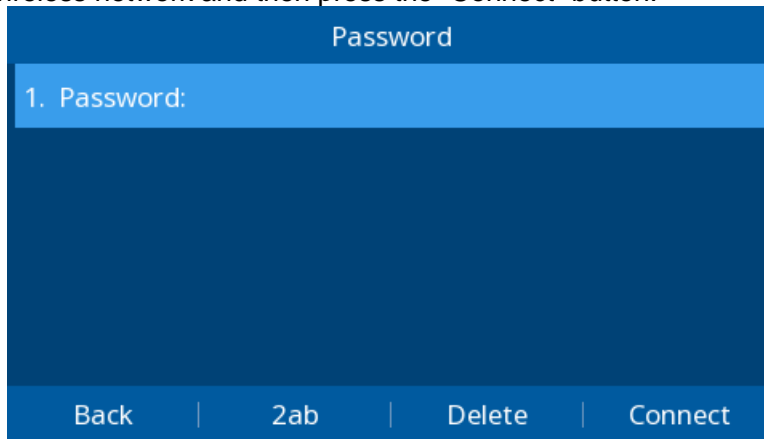 wireless network and then press the "Connect" button.
Password
1. Password:
Back | 2ab | Delete | Connect